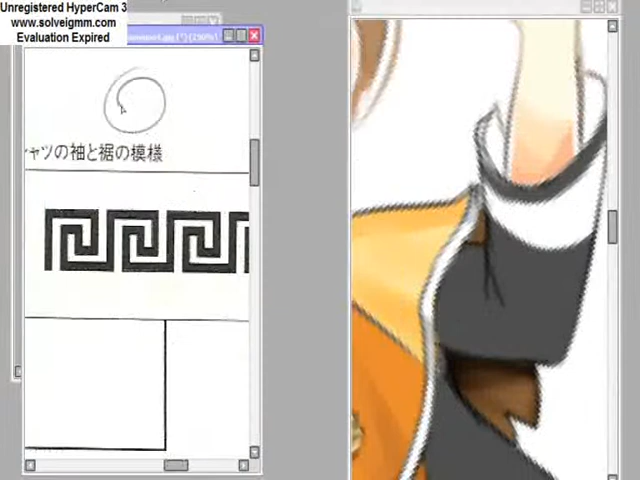 Unregistered HyperCam 3
www.solveigmm.com
Evaluation Expired
ャツの袖と裾の模様